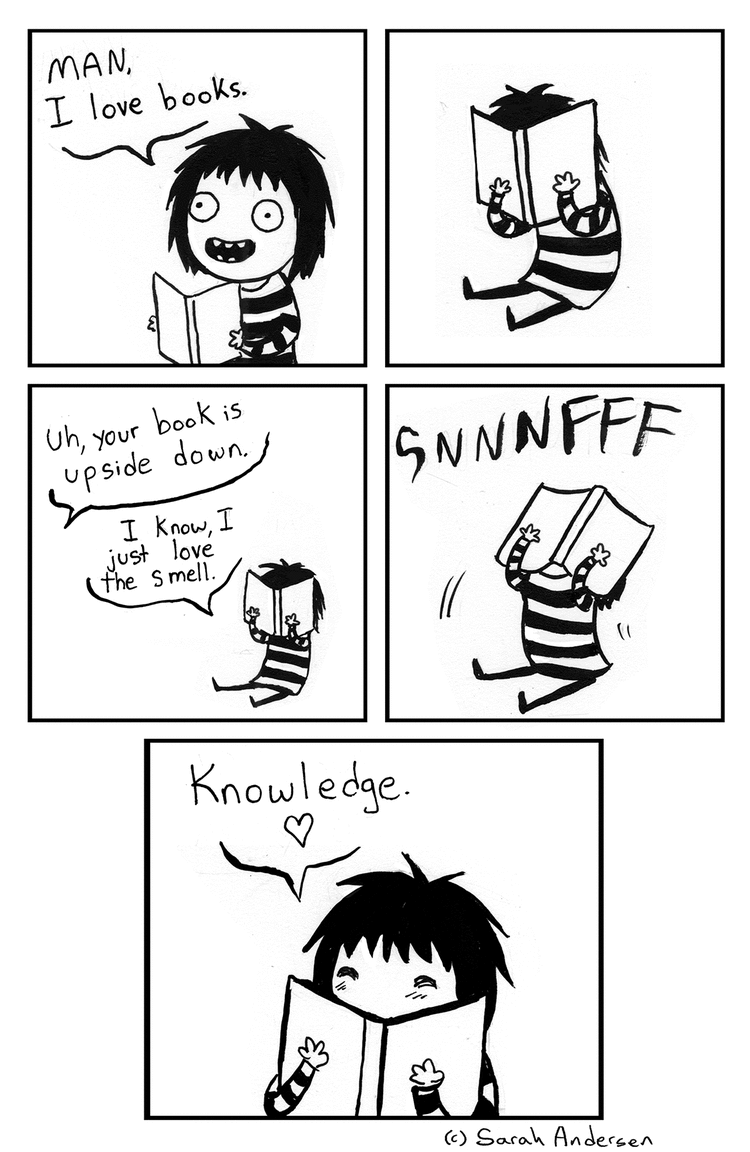 MAN,
I love books.
Uh, your book is
upside down.
I Know, I
just love
the smell.
SNNNFFF
Knowledge.
♡
(c) Sarah Andersen